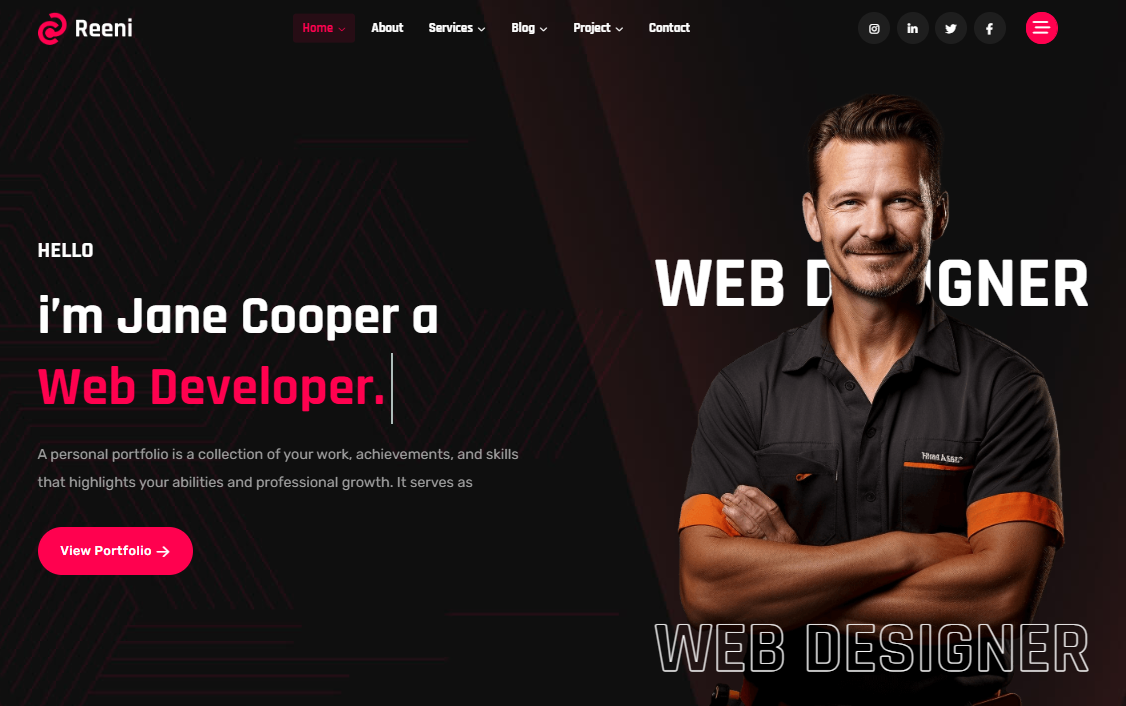 Reeni
Home About Services Blog Project Contact
HELLO
i'm Jane Cooper a
Web Developer.
A personal portfolio is a collection of your work, achievements, and skills
that highlights your abilities and professional growth. It serves as
View Portfolio
WEB D GNER
WEB DESIGNER